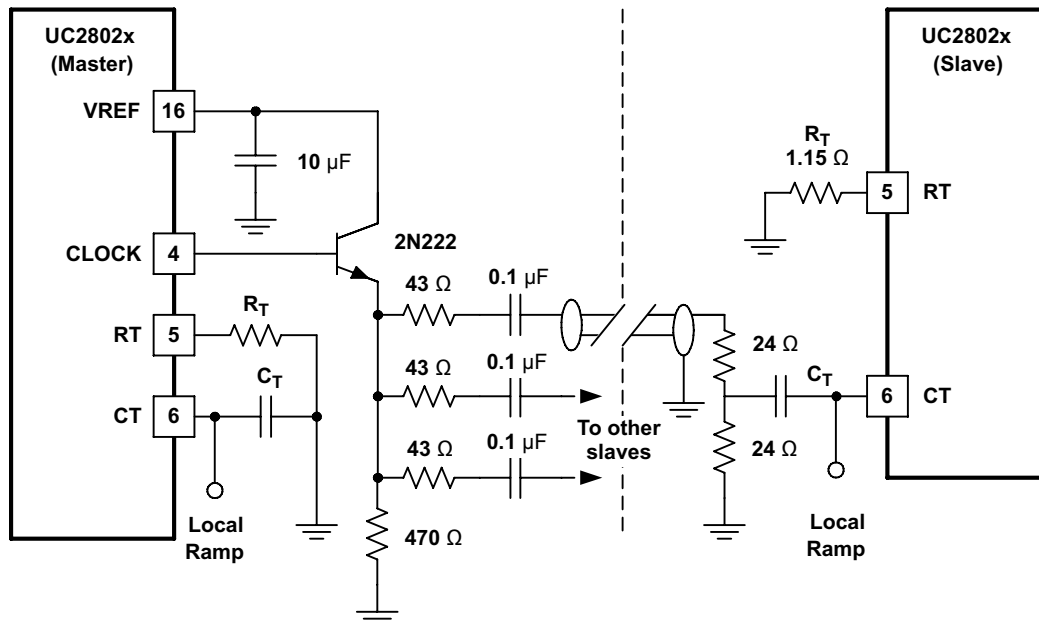 UC2802x
(Master)
VREF
16
10 µF
CLOCK
4
2N222
RT
5
R_T
CT
6
C_T
Local
Ramp
43 Ω
0.1 µF
43 Ω
0.1 µF
43 Ω
0.1 µF
470 Ω
To other
slaves
24 Ω
24 Ω
C_T
Local
Ramp
UC2802x
(Slave)
R_T
1.15 Ω
5
RT
6
CT